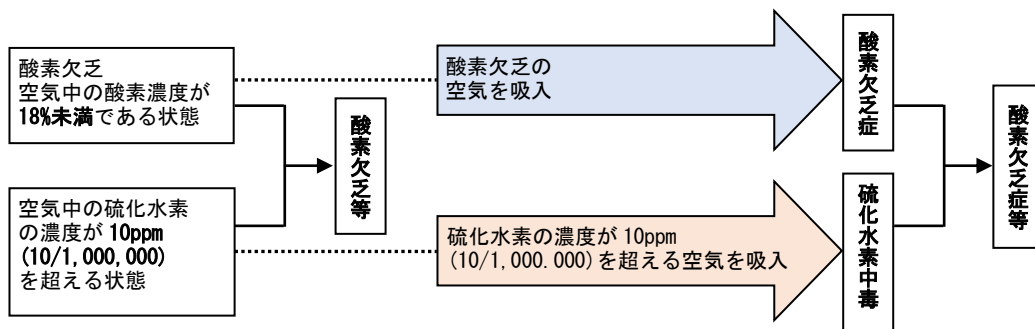 酸素欠乏
空気中の酸素濃度が
18%未満である状態
空気中の硫化水素
の濃度が 10ppm
(10/1,000,000)
を超える状態
酸素欠乏等
酸素欠乏の
空気を吸入
硫化水素の濃度が 10ppm
(10/1,000.000)を超える空気を吸入
酸素欠乏症
硫化水素中毒
酸素欠乏症等